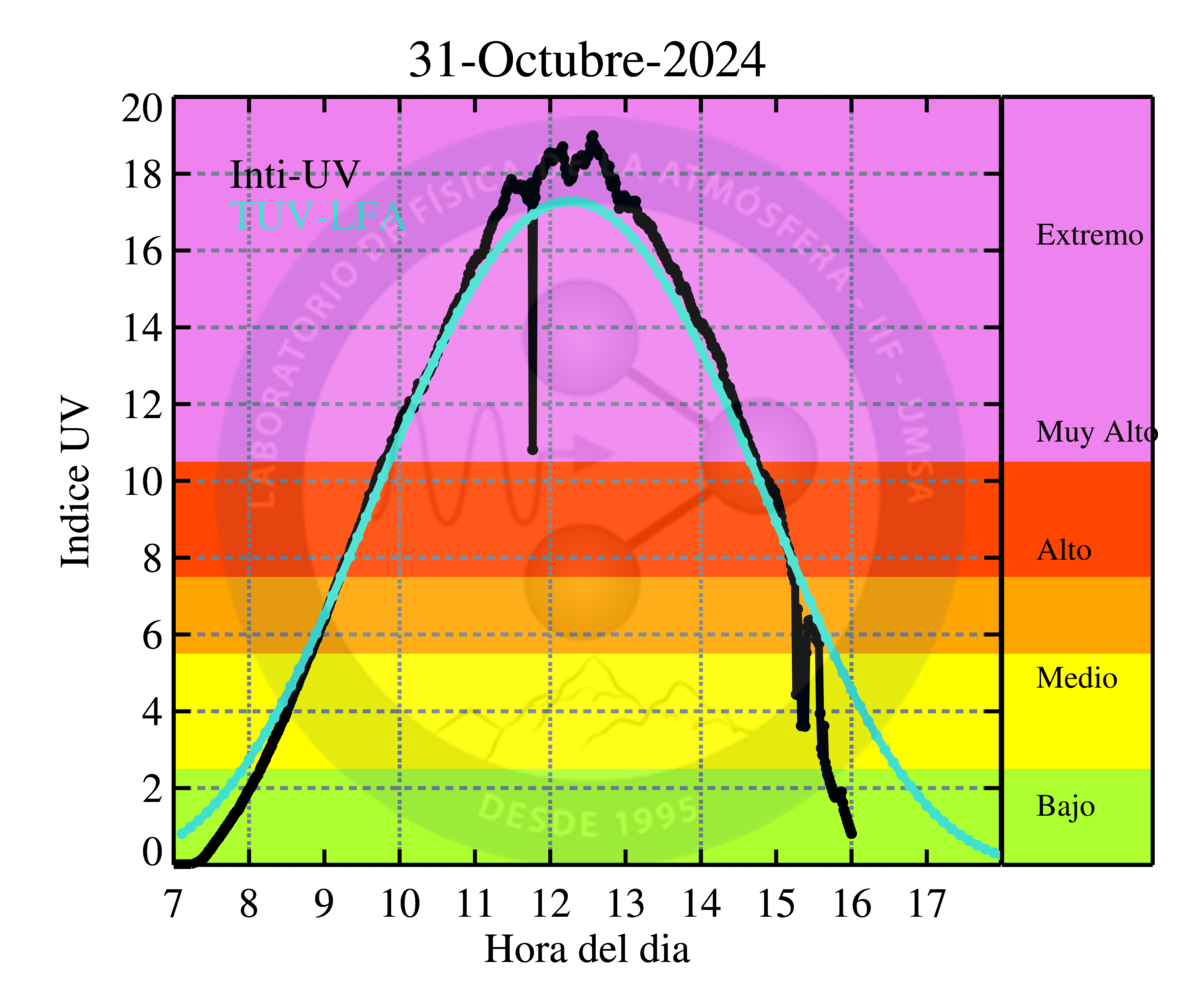 31-Octubre-2024
20
18
16
14
12
10
8
6
4
2
0
Indice UV
Inti-UV
TUV-LFA
LABORATORIO DE FÍSICA DE LA ATMÓSFERA - IIF - UMSA
DESDE 1995
Extremo
Muy Alto
Alto
Medio
Bajo
7 8 9 10 11 12 13 14 15 16 17
Hora del dia